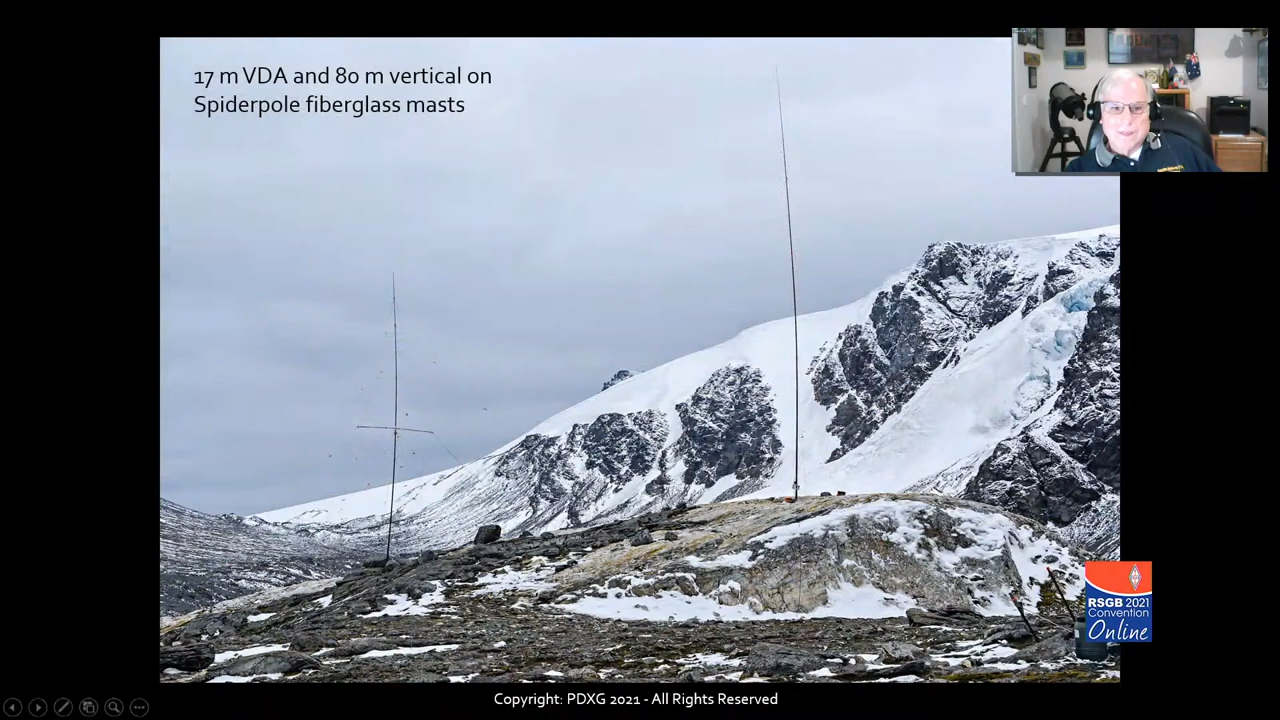 17 m VDA and 80 m vertical on
Spiderpole fiberglass masts
RSGB 2021
Convention
Online
Copyright: PDXG 2021 - All Rights Reserved